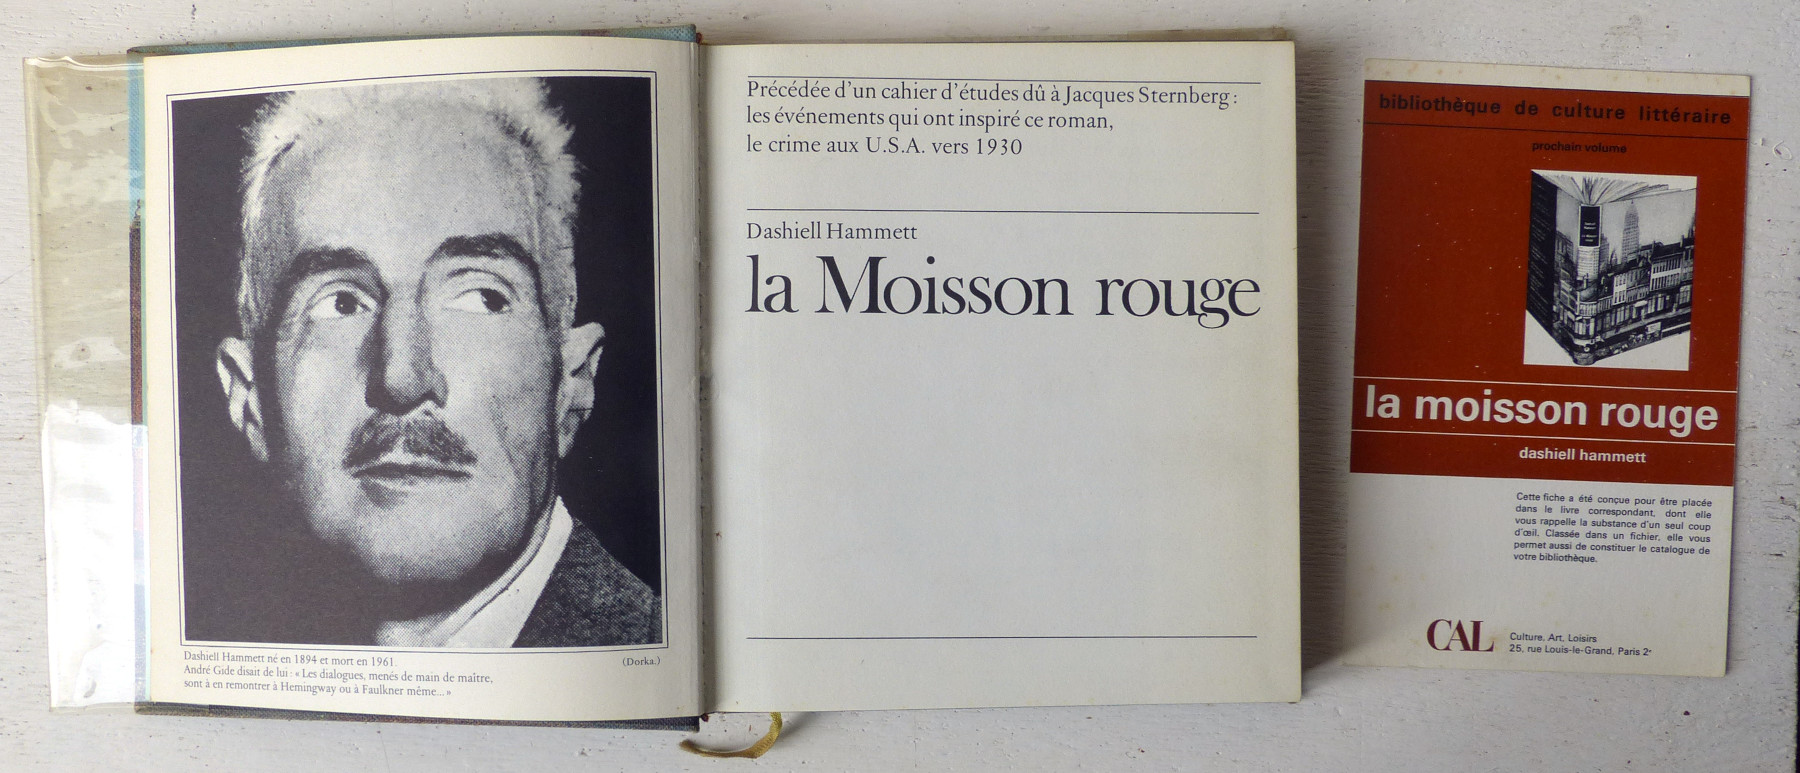 Dashiell Hammett né en 1894 et mort en 1961.
(Dorka.)
André Gide disait de lui : « Les dialogues, menés de main de maître,
sont à en remontrer à Hemingway ou à Faulkner même... »
Précédée d'un cahier d'études dû à Jacques Sternberg :
les événements qui ont inspiré ce roman,
le crime aux U.S.A. vers 1930
Dashiell Hammett
la Moisson rouge
bibliothèque de culture littéraire
prochain volume
la moisson rouge
dashiell hammett
Cette fiche a été conçue pour être placée
dans le livre correspondant, dont elle
vous rappelle la substance d'un seul coup
d'œil. Classée dans un fichier, elle vous
permet aussi de constituer le catalogue de
votre bibliothèque.
CAL
Culture, Art, Loisirs
25, rue Louis-le-Grand, Paris 2e